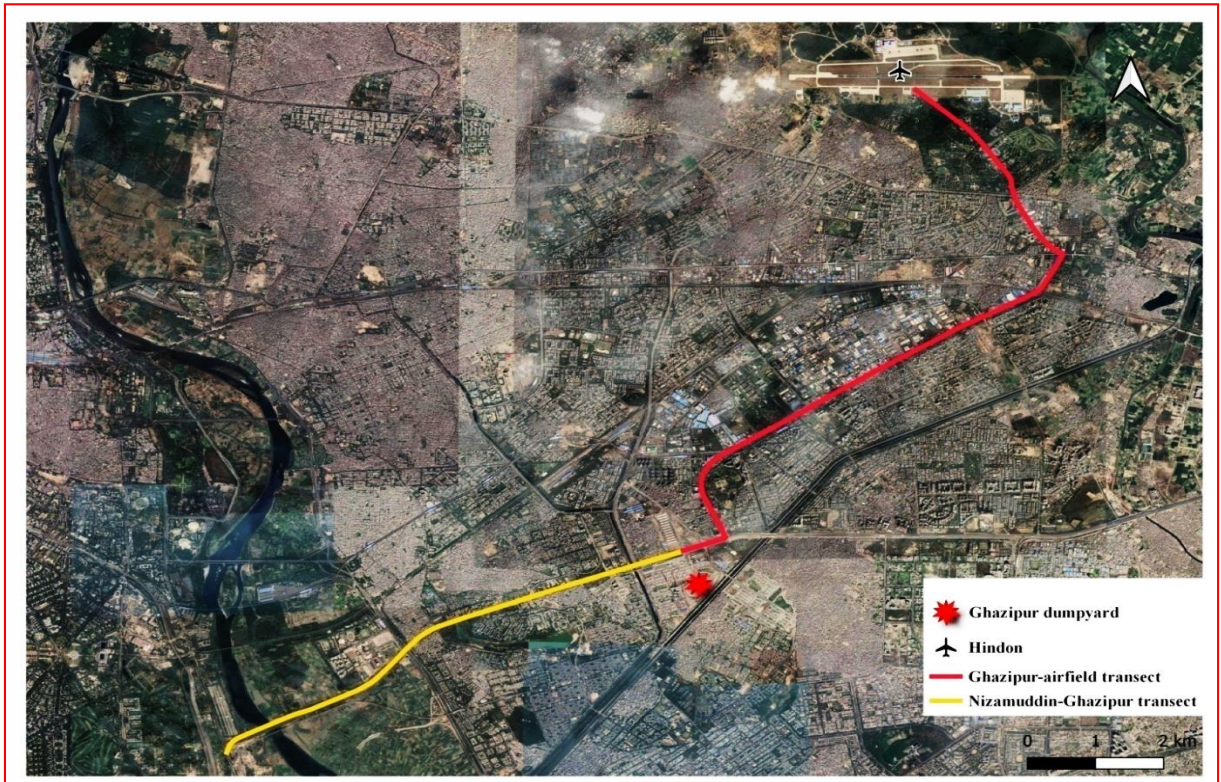 Ghazipur dumpyard
Hindon
Ghazipur-airfield transect
Nizamuddin-Ghazipur transect
0 1 2 km